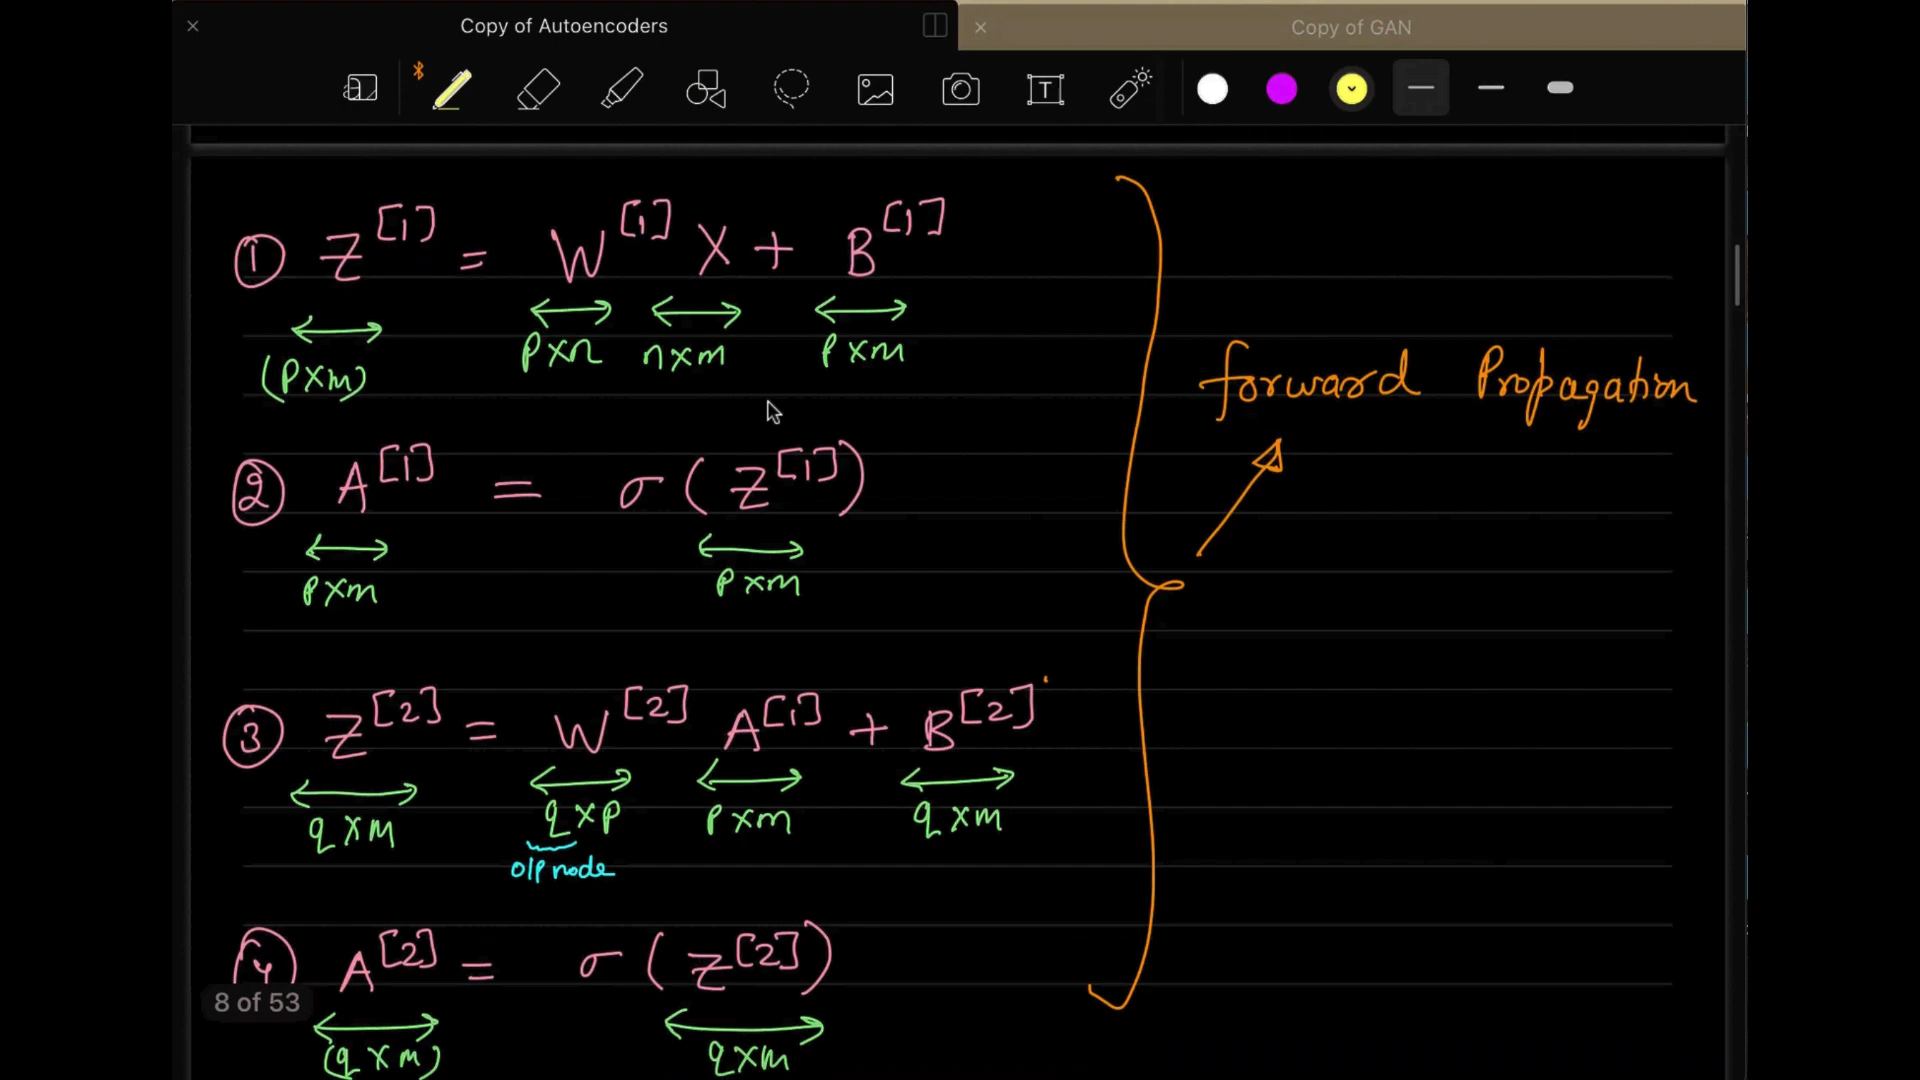 Copy of Autoencoders
Copy of GAN
① Z^[1] = W^[1] X + B^[1]
(p×m) p×n n×m p×m
forward Propagation
② A^[1] = σ(Z^[1])
p×m p×m
③ Z^[2] = W^[2] A^[1] + B^[2]
q×m q×p p×m q×m
o/p node
④ A^[2] = σ(Z^[2])
8 of 53
(q×m) q×m